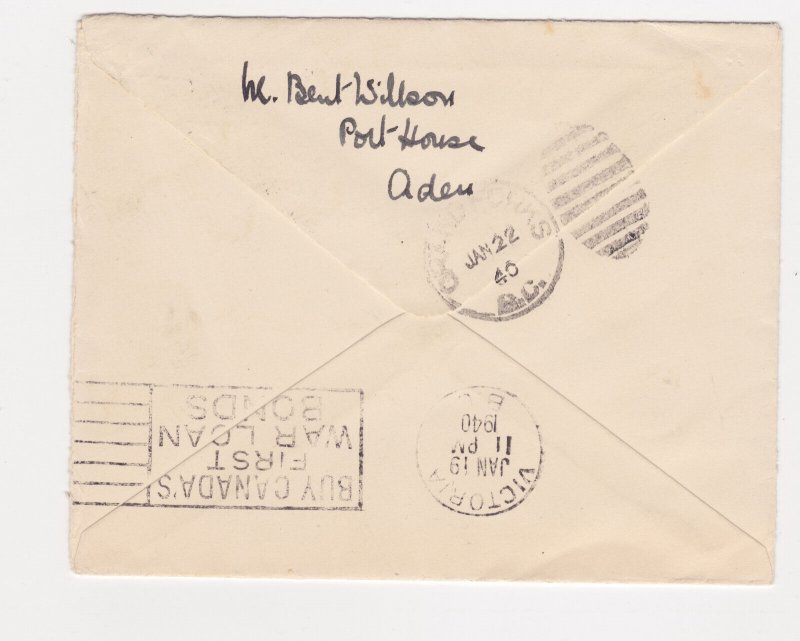 M. Bent-Willson
Port House
Aden
JAN 22
40
B.C.
BUY CANADA'S
FIRST
WAR LOAN
BONDS
VICTORIA
JAN 19
11 PM
1940
B.C.